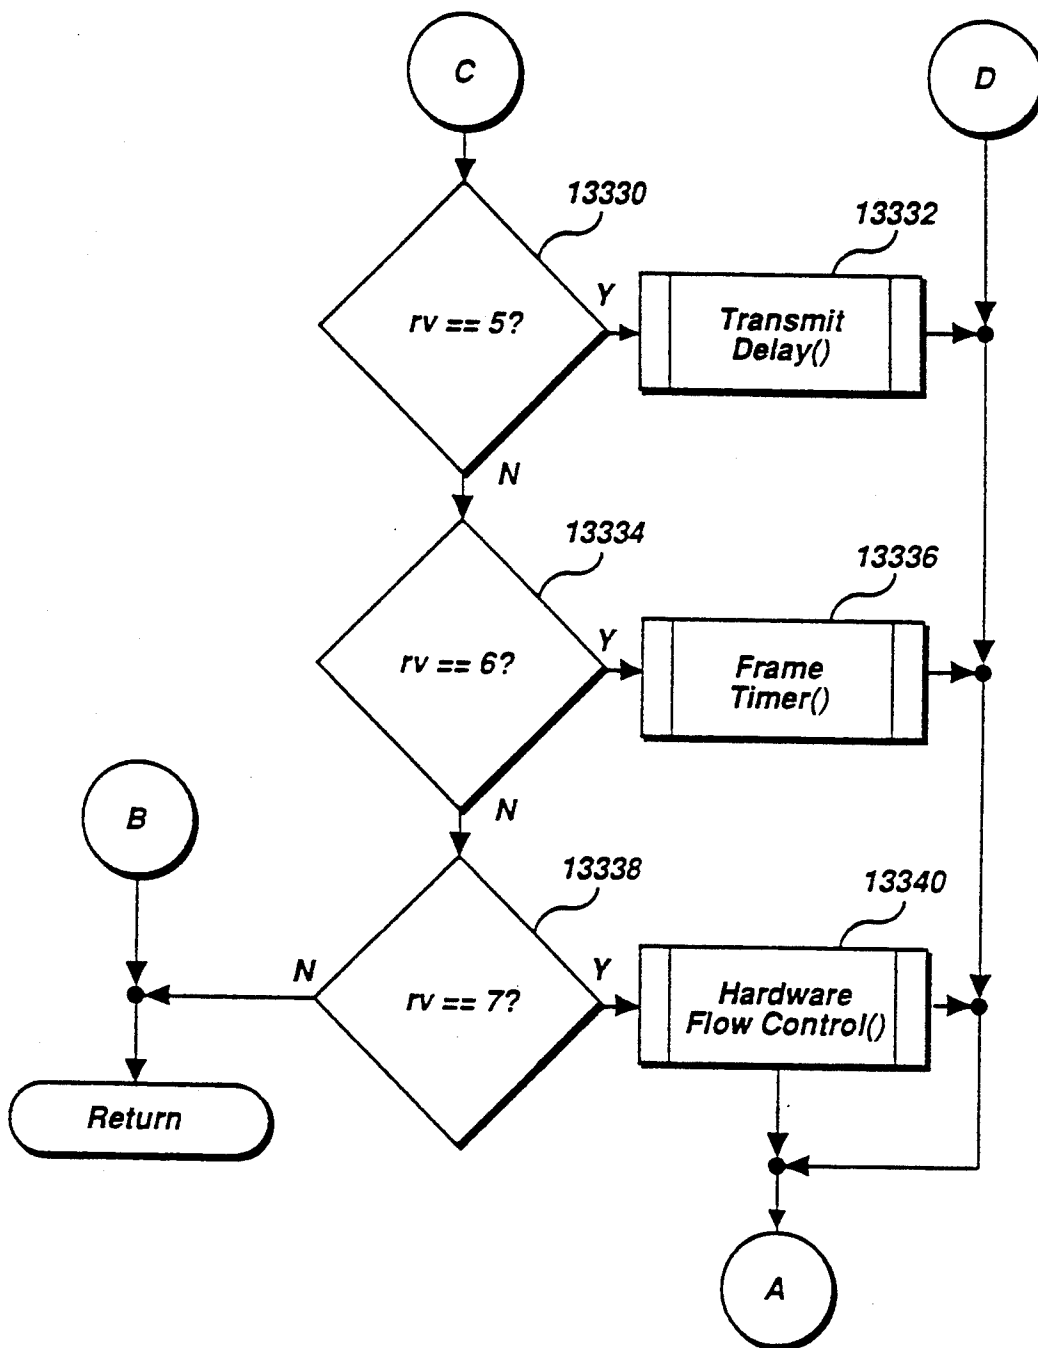 C
D
13330
13332
rv == 5?
Y
Transmit
Delay()
N
13334
13336
rv == 6?
Y
Frame
Timer()
N
B
13338
13340
N
rv == 7?
Y
Hardware
Flow Control()
Return
A